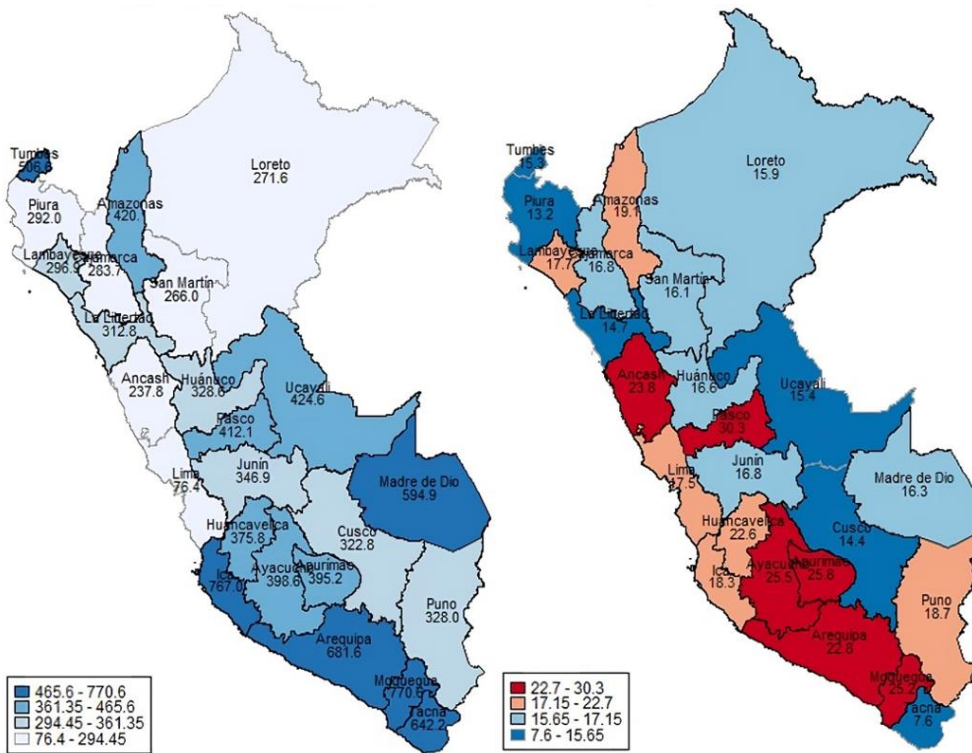 Tumbes
Loreto
271.6
Piura
292.0
Amazonas
420.
Lambayeque
296.9
Cajamarca
283.7
San Martín
266.0
La Libertad
312.8
Ancash
237.8
Huánuco
328.6
Ucayali
424.6
Pasco
412.1
Lima
76.4
Junín
346.9
Madre de Dio
594.9
Huancavelica
375.8
Cusco
322.8
Ica
767.0
Ayacucho
398.6
Apurímac
395.2
Puno
328.0
Arequipa
681.6
Moquegua
770.6
Tacna
642.2
465.6 - 770.6
361.35 - 465.6
294.45 - 361.35
76.4 - 294.45
Tumbes
15.3
Loreto
15.9
Piura
13.2
Amazonas
19.1
Lambayeque
17.7
Cajamarca
16.8
San Martín
16.1
La Libertad
14.7
Ancash
23.8
Huánuco
16.6
Ucayali
15.4
Pasco
30.3
Lima
17.5
Junín
16.8
Madre de Dio
16.3
Huancavelica
22.6
Cusco
14.4
Ica
18.3
Ayacucho
25.5
Apurímac
25.8
Puno
18.7
Arequipa
22.8
Moquegua
25.2
Tacna
7.6
22.7 - 30.3
17.15 - 22.7
15.65 - 17.15
7.6 - 15.65